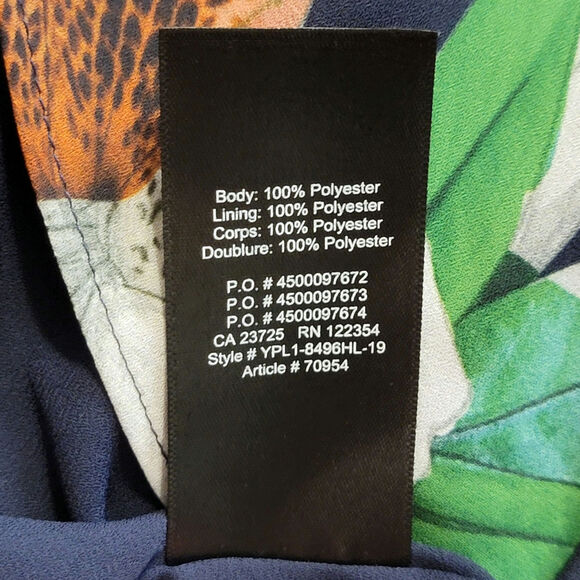 Body: 100% Polyester
Lining: 100% Polyester
Corps: 100% Polyester
Doublure: 100% Polyester
P.O. # 4500097672
P.O. # 4500097673
P.O. # 4500097674
CA 23725 RN 122354
Style # YPL1-8496HL-19
Article # 70954